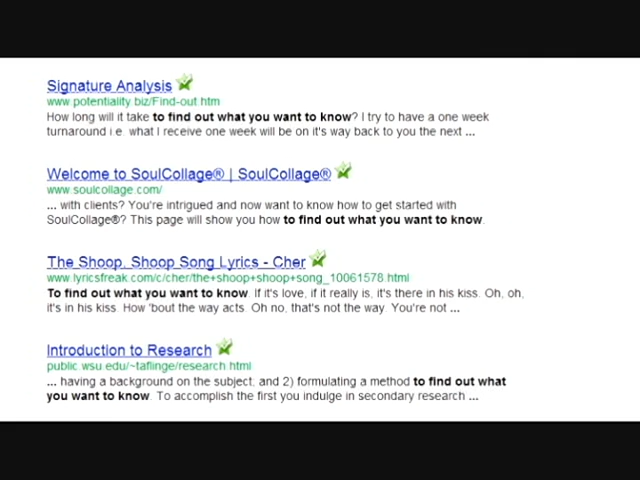 Signature Analysis
www.potentiality.biz/Find-out.htm
How long will it take to find out what you want to know? I try to have a one week
turnaround i.e. what I receive one week will be on it's way back to you the next ...
Welcome to SoulCollage® | SoulCollage®
www.soulcollage.com/
... with clients? You're intrigued and now want to know how to get started with
SoulCollage®? This page will show you how to find out what you want to know.
The Shoop, Shoop Song Lyrics - Cher
www.lyricsfreak.com/c/cher/the+shoop+shoop+song_10061578.html
To find out what you want to know. If it's love, if it really is, it's there in his kiss. Oh, oh,
it's in his kiss. How 'bout the way acts. Oh no, that's not the way. You're not ...
Introduction to Research
public.wsu.edu/~taflinge/research.html
... having a background on the subject; and 2) formulating a method to find out what
you want to know. To accomplish the first you indulge in secondary research ...